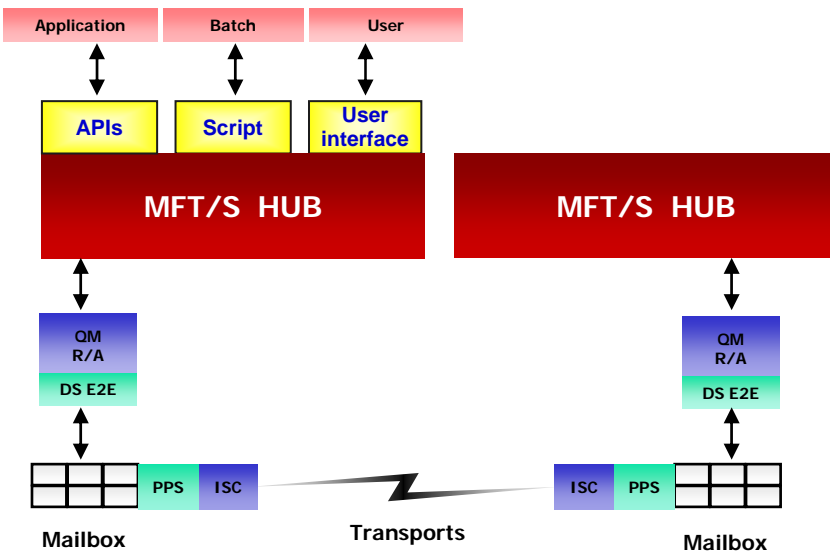 Application Batch User
APIs Script User
interface
MFT/S HUB MFT/S HUB
QM QM
R/A R/A
DS E2E DS E2E
PPS ISC ISC PPS
Mailbox Transports Mailbox